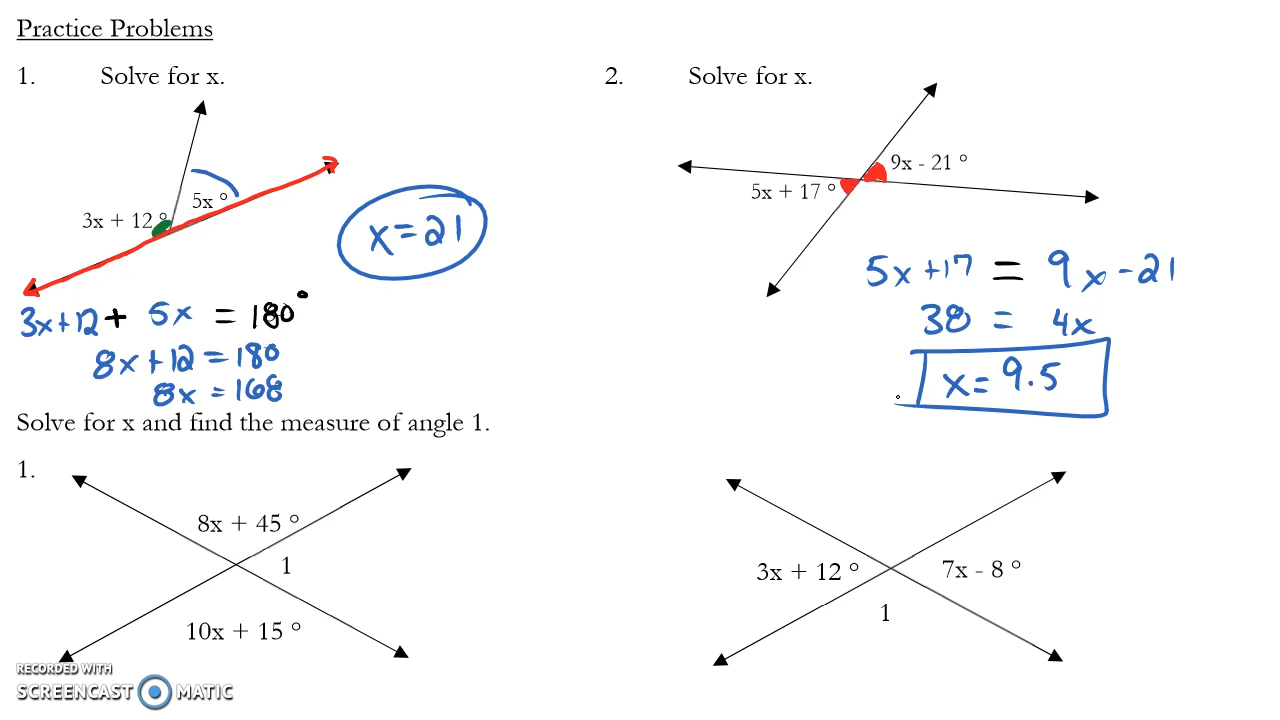 Practice Problems
1. Solve for x.
3x + 12 °
5x °
x = 21
3x+12 + 5x = 180°
8x + 12 = 180
8x = 168
2. Solve for x.
9x - 21 °
5x + 17 °
5x + 17 = 9x - 21
38 = 4x
x = 9.5
Solve for x and find the measure of angle 1.
1.
8x + 45 °
1
10x + 15 °
3x + 12 °
7x - 8 °
1
RECORDED WITH
SCREENCAST MATIC